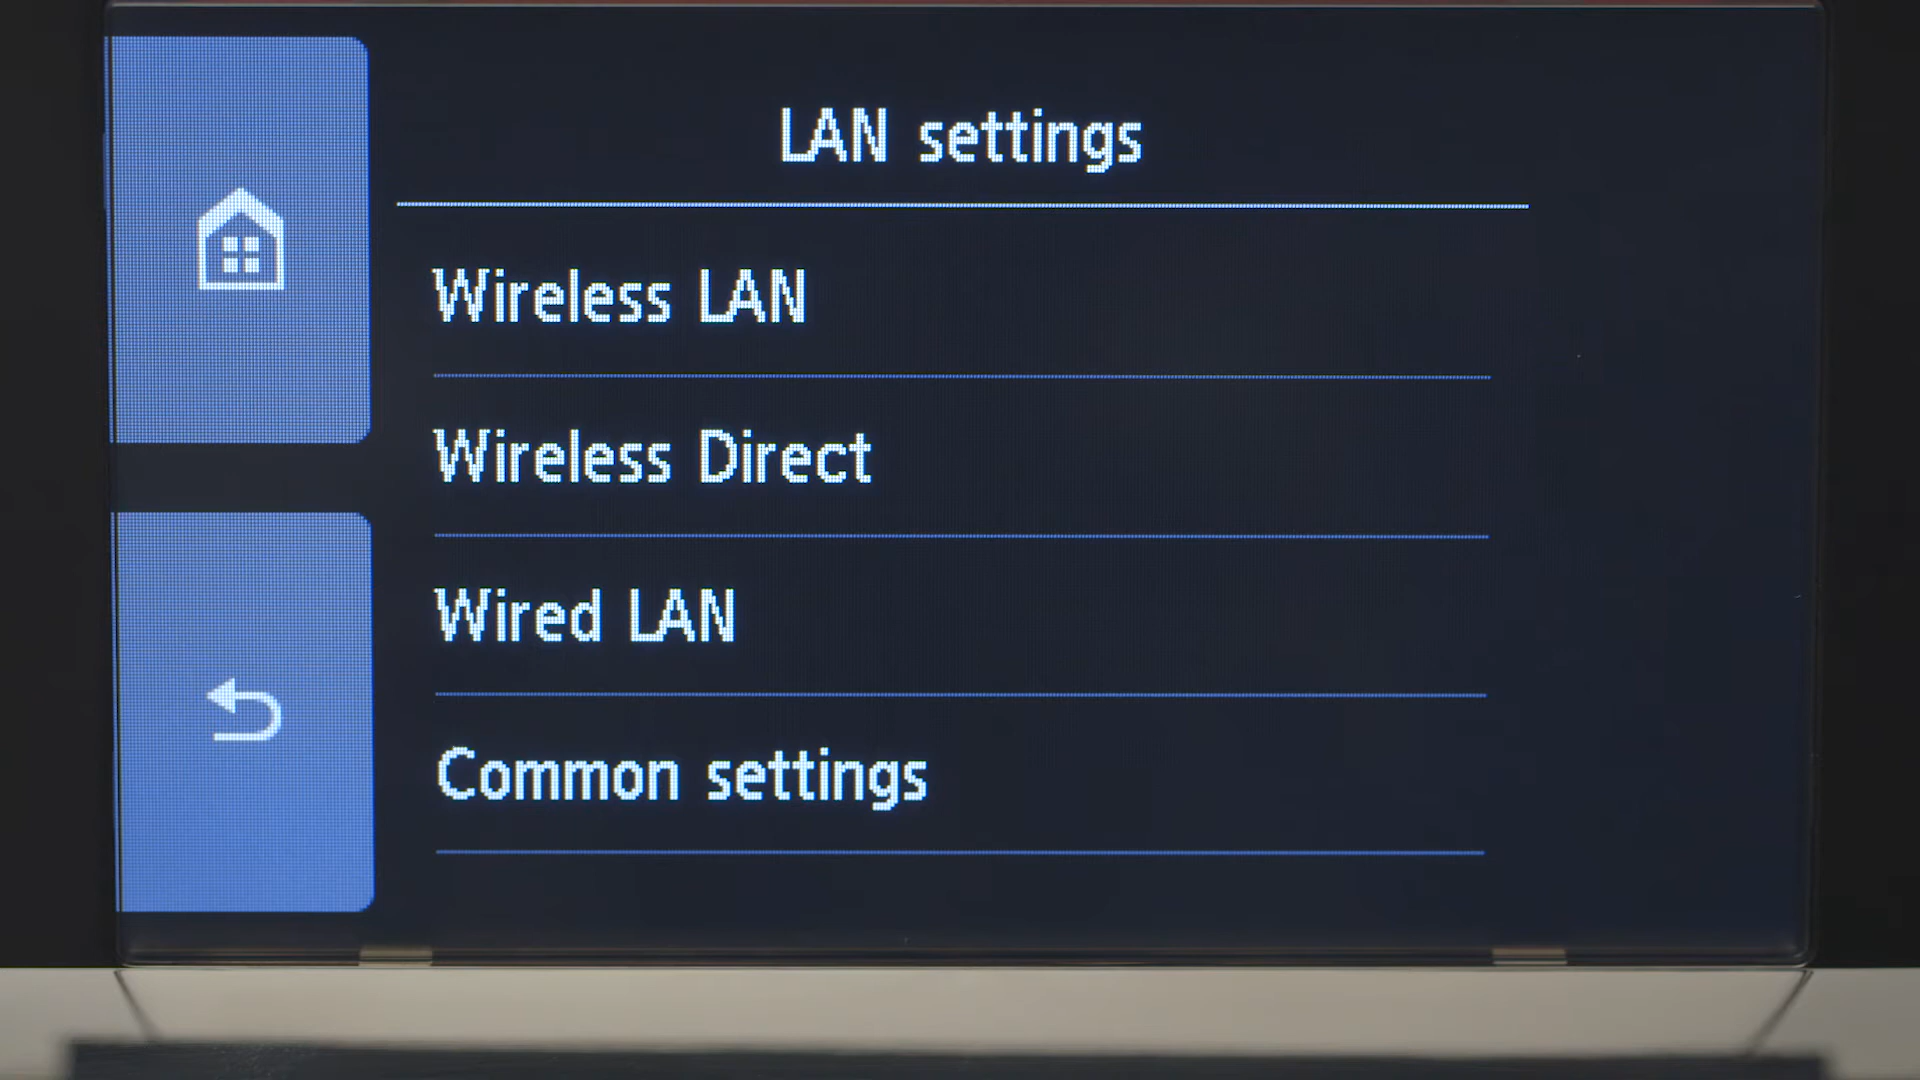 LAN settings
Wireless LAN
Wireless Direct
Wired LAN
Common settings